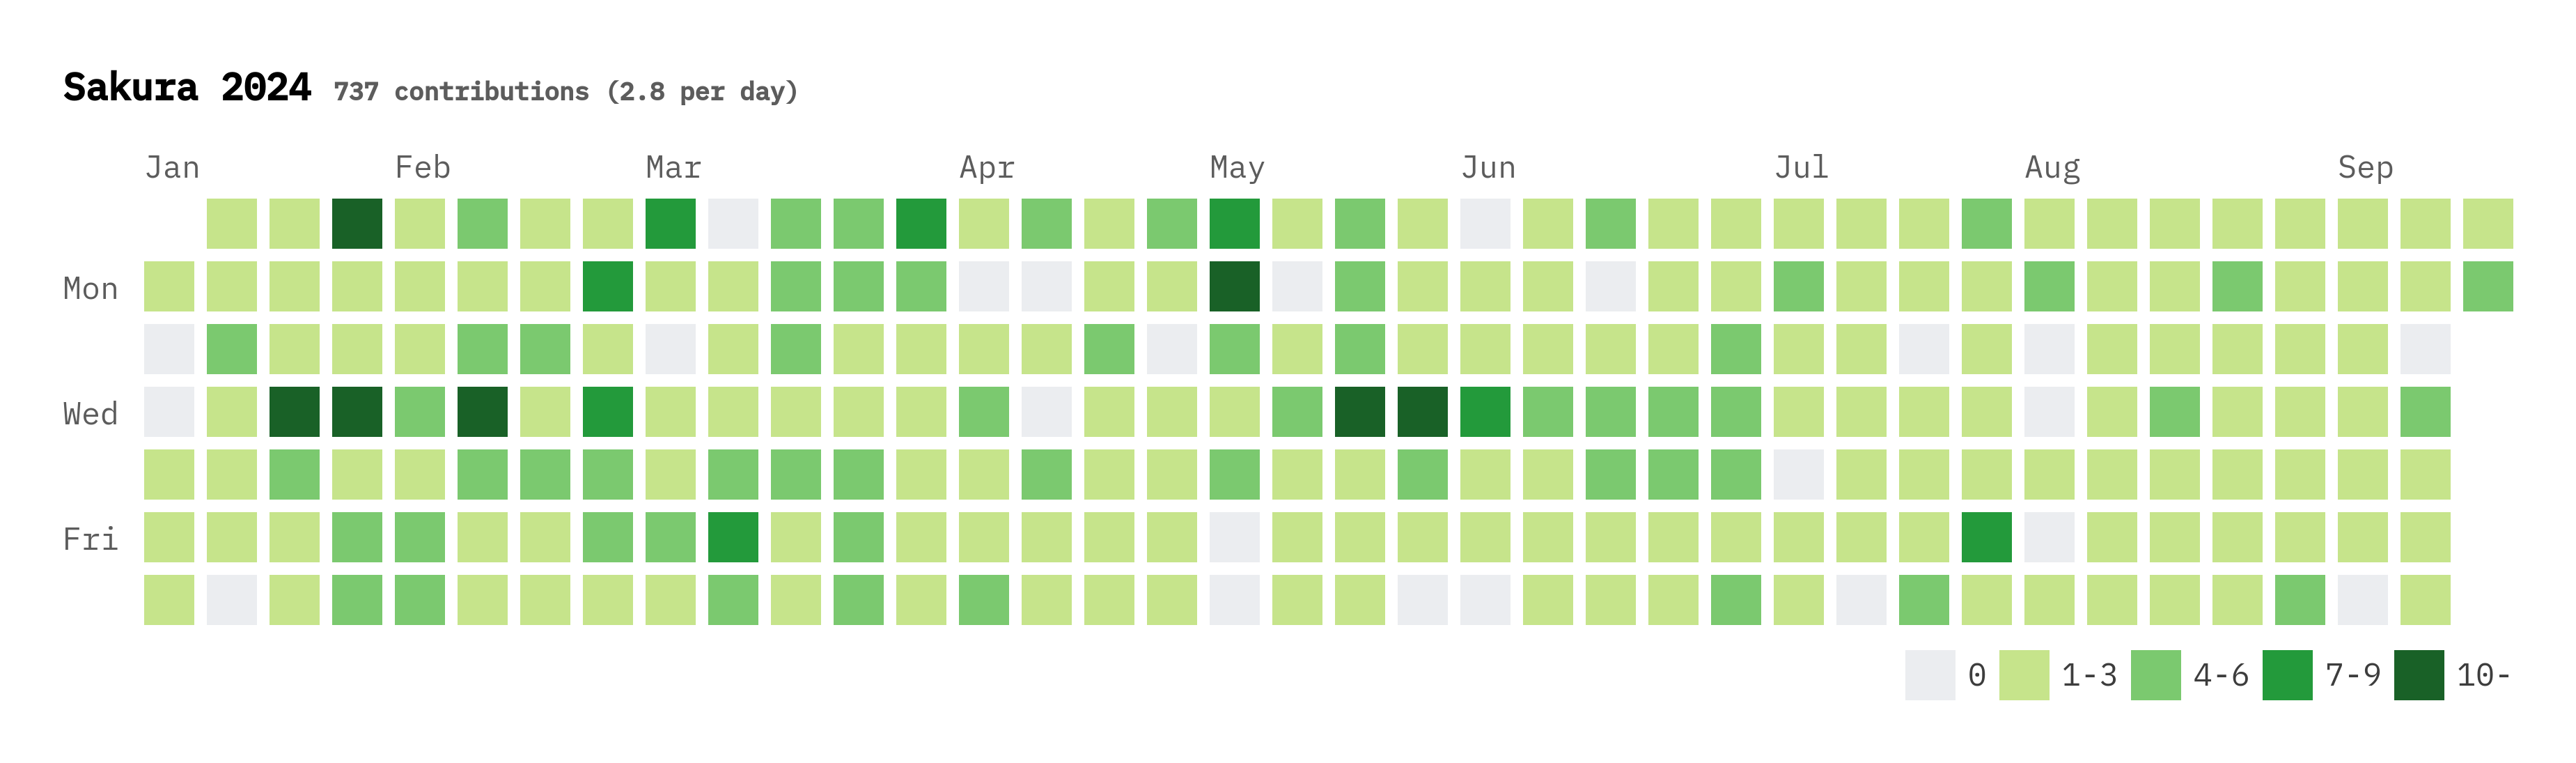 Sakura 2024 737 contributions (2.8 per day)
Jan Feb Mar Apr May Jun Jul Aug Sep
Mon
Wed
Fri
0 1-3 4-6 7-9 10-